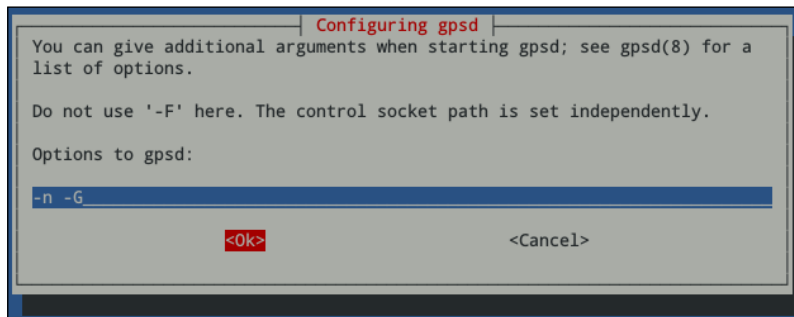 Configuring gpsd
You can give additional arguments when starting gpsd; see gpsd(8) for a
list of options.
Do not use '-F' here. The control socket path is set independently.
Options to gpsd:
-n -G
<Ok> <Cancel>